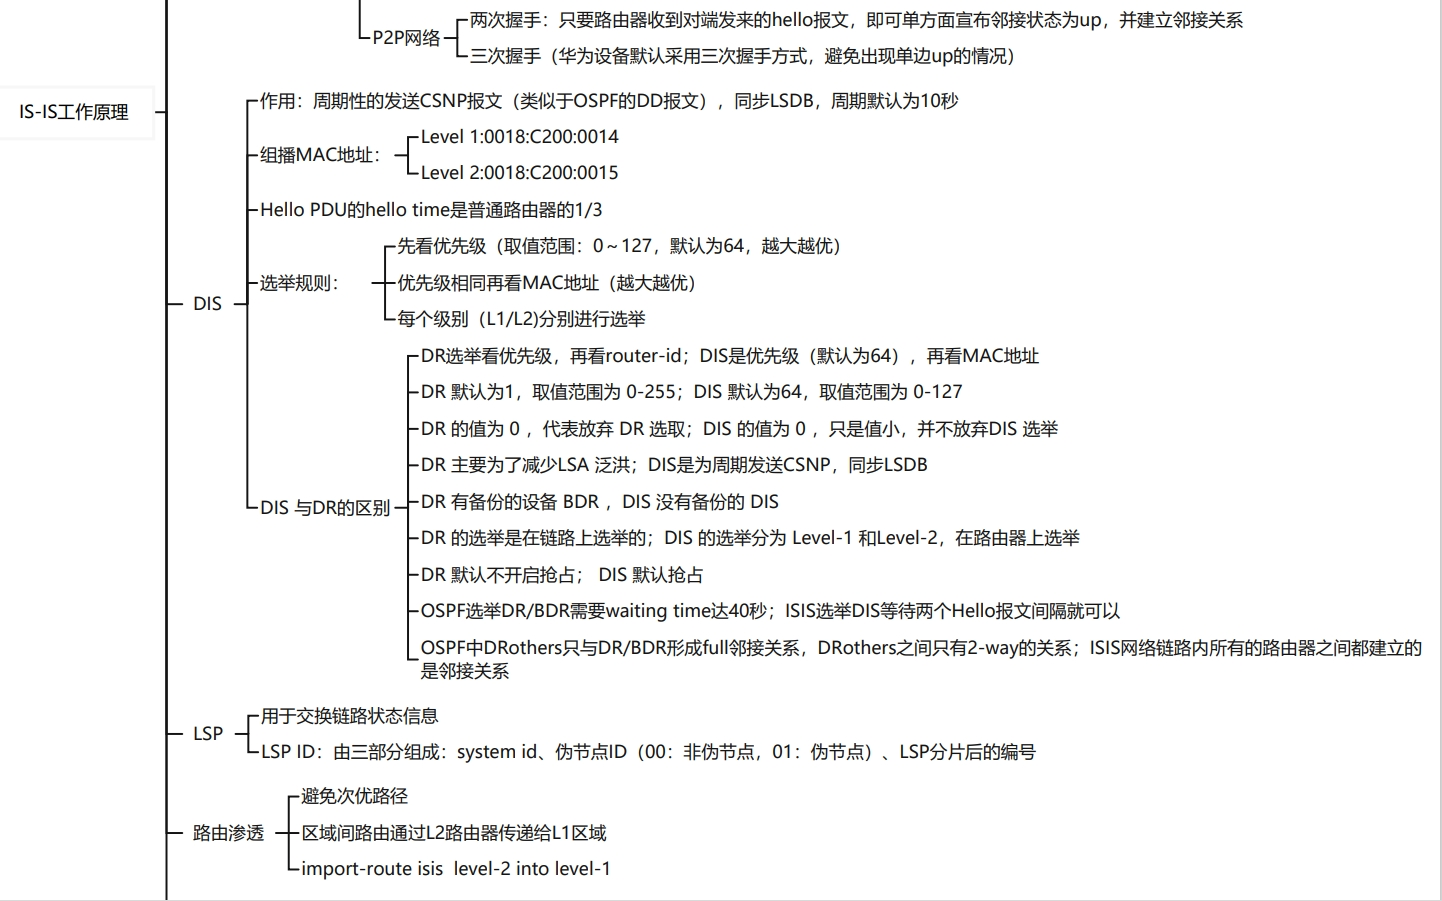 两次握手：只要路由器收到对端发来的hello报文，即可单方面宣布邻接状态为up，并建立邻接关系
P2P网络
三次握手（华为设备默认采用三次握手方式，避免出现单边up的情况）
IS-IS工作原理
作用：周期性的发送CSNP报文（类似于OSPF的DD报文），同步LSDB，周期默认为10秒
组播MAC地址：
Level 1:0018:C200:0014
Level 2:0018:C200:0015
Hello PDU的hello time是普通路由器的1/3
DIS
选举规则：
先看优先级（取值范围：0～127，默认为64，越大越优）
优先级相同再看MAC地址（越大越优）
每个级别（L1/L2)分别进行选举
DIS 与DR的区别
DR选举看优先级，再看router-id；DIS是优先级（默认为64），再看MAC地址
DR 默认为1，取值范围为 0-255；DIS 默认为64，取值范围为 0-127
DR 的值为 0 ，代表放弃 DR 选取；DIS 的值为 0 ，只是值小，并不放弃DIS 选举
DR 主要为了减少LSA 泛洪；DIS是为周期发送CSNP，同步LSDB
DR 有备份的设备 BDR ，DIS 没有备份的 DIS
DR 的选举是在链路上选举的；DIS 的选举分为 Level-1 和Level-2，在路由器上选举
DR 默认不开启抢占； DIS 默认抢占
OSPF选举DR/BDR需要waiting time达40秒；ISIS选举DIS等待两个Hello报文间隔就可以
OSPF中DRothers只与DR/BDR形成full邻接关系，DRothers之间只有2-way的关系；ISIS网络链路内所有的路由器之间都建立的
是邻接关系
LSP
用于交换链路状态信息
LSP ID：由三部分组成：system id、伪节点ID（00：非伪节点，01：伪节点）、LSP分片后的编号
路由渗透
避免次优路径
区域间路由通过L2路由器传递给L1区域
import-route isis  level-2 into level-1